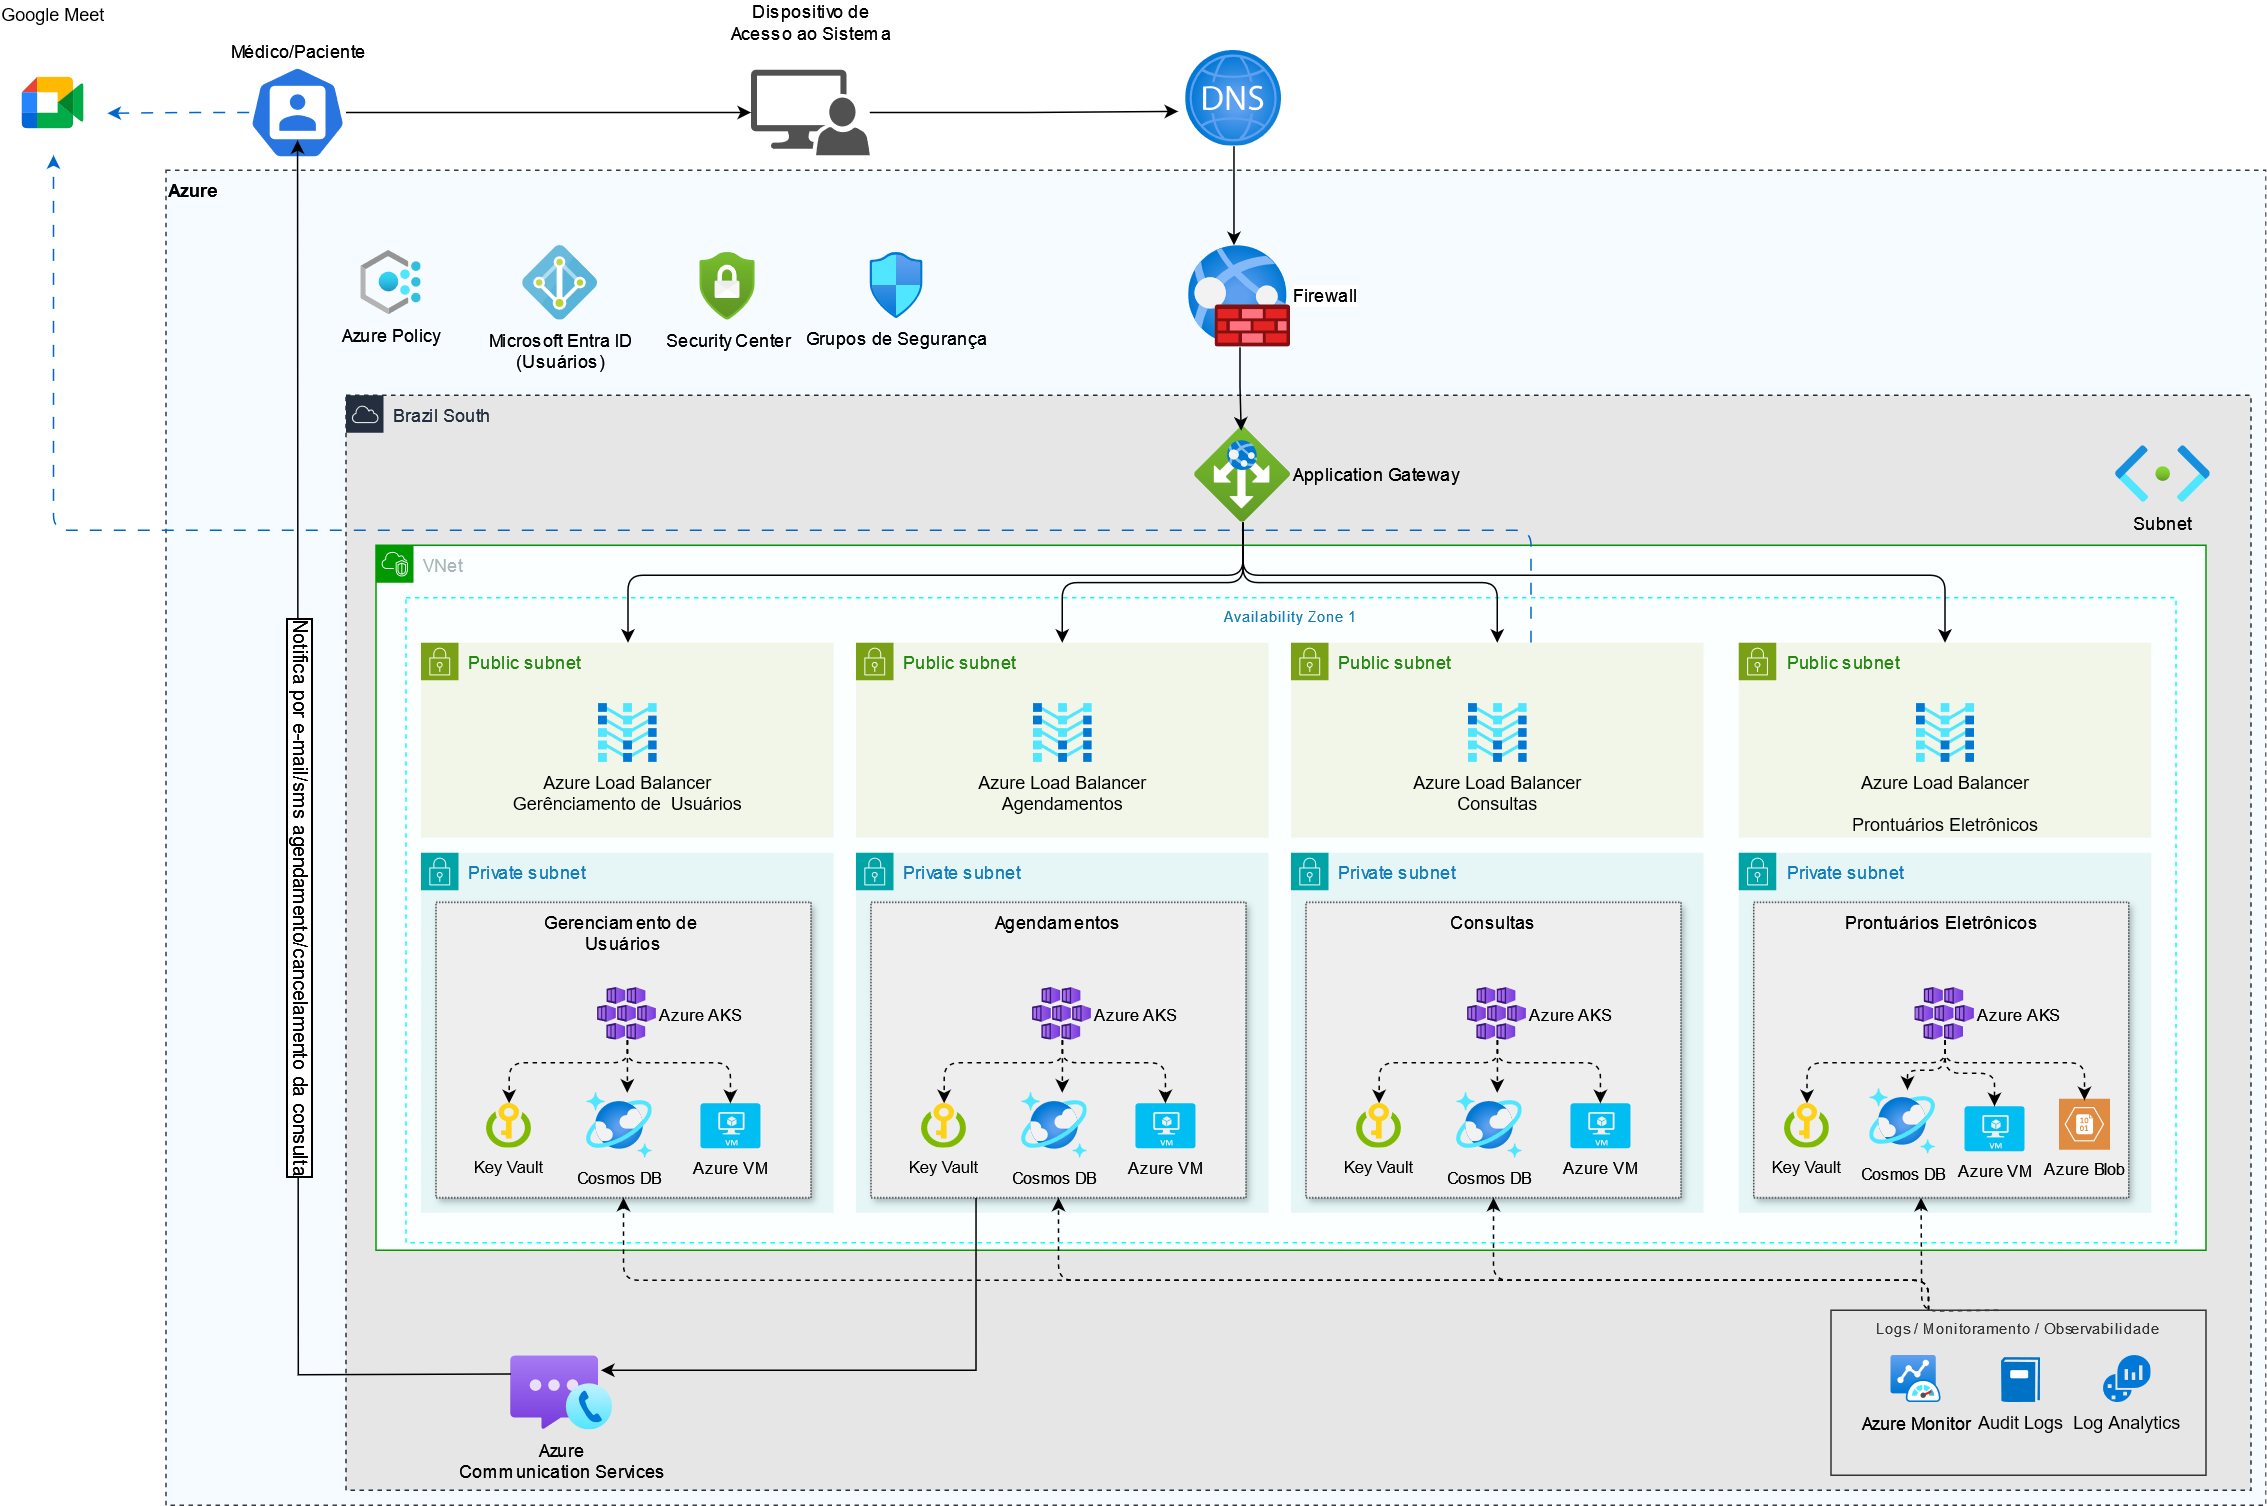 Google Meet
Médico/Paciente
Dispositivo de
Acesso ao Sistema
DNS
Azure
Azure Policy
Microsoft Entra ID
(Usuários)
Security Center
Grupos de Segurança
Firewall
Brazil South
Application Gateway
Subnet
VNet
Availability Zone 1
Public subnet
Azure Load Balancer
Gerênciamento de Usuários
Public subnet
Azure Load Balancer
Agendamentos
Public subnet
Azure Load Balancer
Consultas
Public subnet
Azure Load Balancer
Prontuários Eletrônicos
Notifica por e-mail/sms agendamento/cancelamento da consulta
Private subnet
Gerenciamento de
Usuários
Azure AKS
Key Vault
Cosmos DB
VM
Azure VM
Private subnet
Agendamentos
Azure AKS
Key Vault
Cosmos DB
VM
Azure VM
Private subnet
Consultas
Azure AKS
Key Vault
Cosmos DB
VM
Azure VM
Private subnet
Prontuários Eletrônicos
Azure AKS
Key Vault
Cosmos DB
VM
Azure VM
10
01
Azure Blob
Logs / Monitoramento / Observabilidade
Azure Monitor
Audit Logs
Log Analytics
Azure
Communication Services